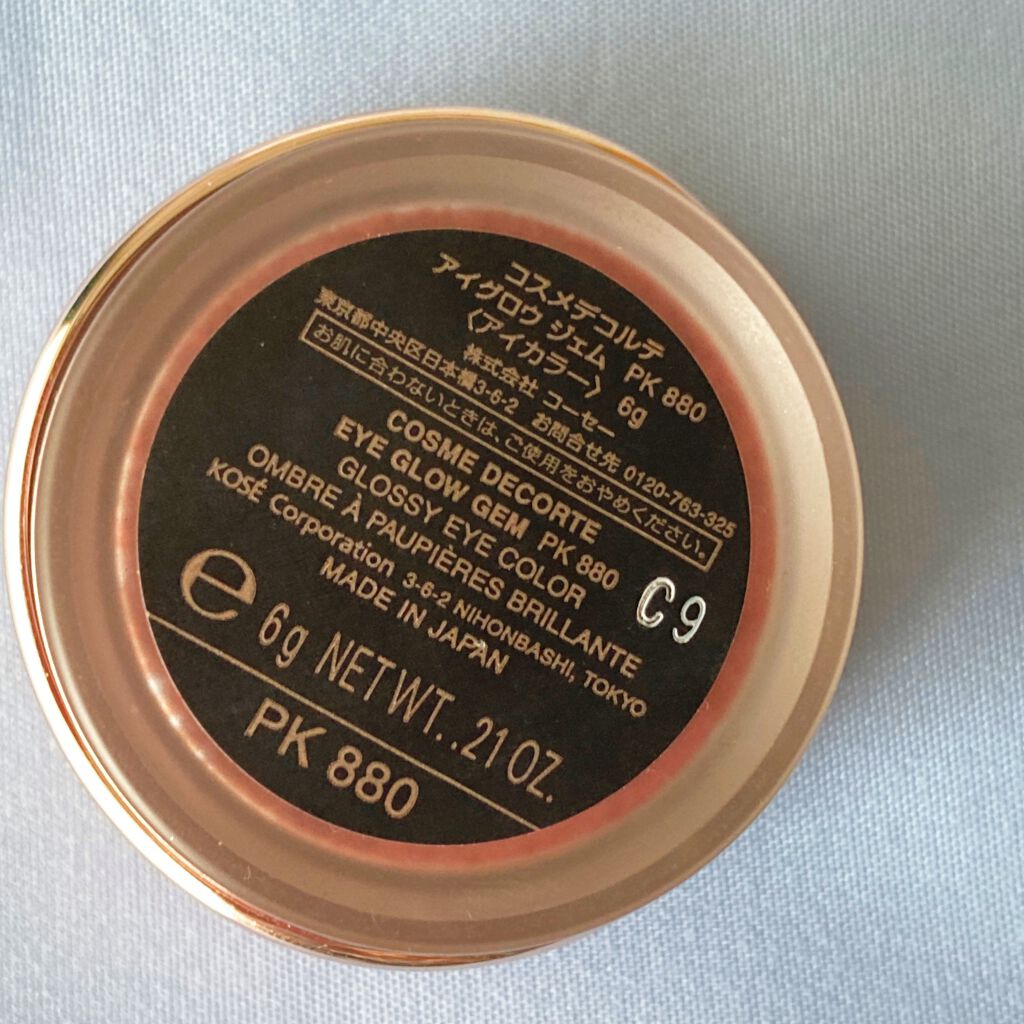 コスメデコルテ
アイグロウ ジェム PK 880
〈アイカラー〉 6g
株式会社 コーセー
東京都中央区日本橋3-6-2 お問合せ先 0120-763-325
お肌に合わないときは、ご使用をおやめください。
COSME DECORTE
EYE GLOW GEM PK 880
GLOSSY EYE COLOR
OMBRE À PAUPIÈRES BRILLANTE
KOSÉ Corporation 3-6-2 NIHONBASHI, TOKYO
MADE IN JAPAN
C9
℮ 6g NET WT. .21 OZ.
PK 880